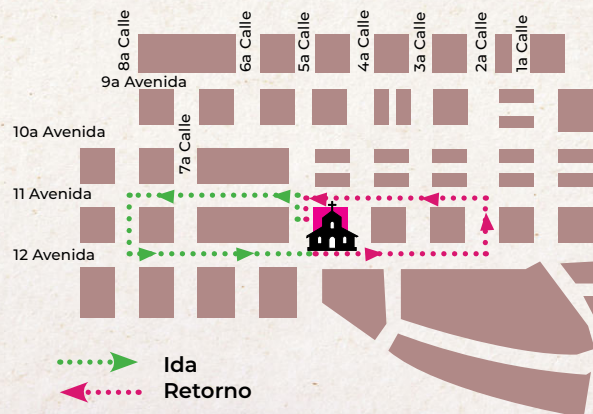 8a Calle
6a Calle
5a Calle
4a Calle
3a Calle
2a Calle
1a Calle
9a Avenida
10a Avenida
7a Calle
11 Avenida
12 Avenida
Ida
Retorno